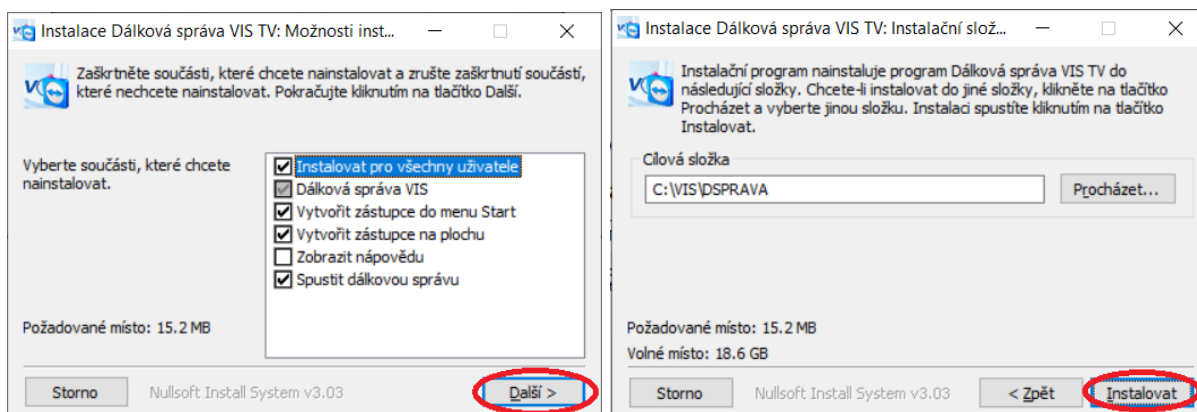 Instalace Dálková správa VIS TV: Možnosti inst...
Zaškrtněte součásti, které chcete nainstalovat a zrušte zaškrtnutí součástí,
které nechcete nainstalovat. Pokračujte kliknutím na tlačítko Další.
Vyberte součásti, které chcete
nainstalovat.
Instalovat pro všechny uživatele
Dálková správa VIS
Vytvořit zástupce do menu Start
Vytvořit zástupce na plochu
Zobrazit nápovědu
Spustit dálkovou správu
Požadované místo: 15.2 MB
Storno
Nullsoft Install System v3.03
Další >
Instalace Dálková správa VIS TV: Instalační slož...
Instalační program nainstaluje program Dálková správa VIS TV do
následující složky. Chcete-li instalovat do jiné složky, klikněte na tlačítko
Procházet a vyberte jinou složku. Instalaci spustíte kliknutím na tlačítko
Instalovat.
Cílová složka
C:\VIS\DSPRAVA
Procházet...
Požadované místo: 15.2 MB
Volné místo: 18.6 GB
Storno
Nullsoft Install System v3.03
< Zpět
Instalovat